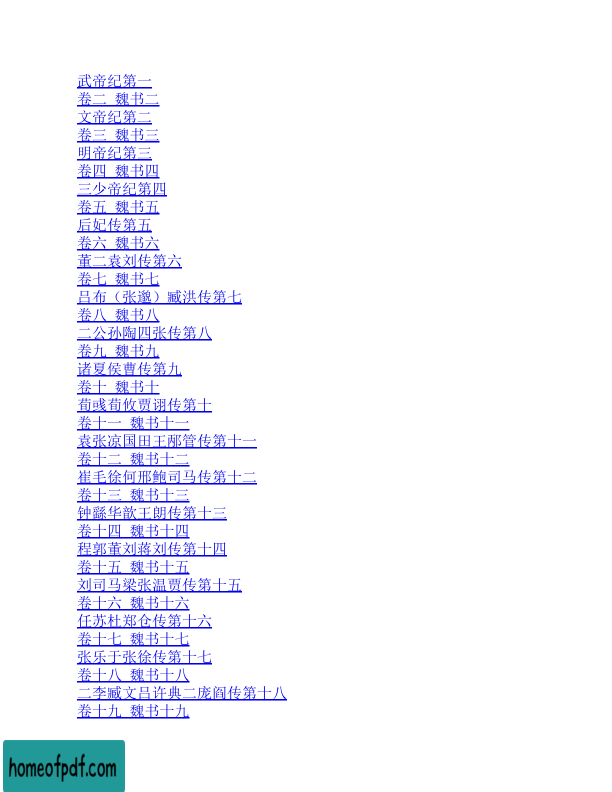 武帝纪第一
卷二 魏书二
文帝纪第二
卷三 魏书三
明帝纪第三
卷四 魏书四
三少帝纪第四
卷五 魏书五
后妃传第五
卷六 魏书六
董二袁刘传第六
卷七 魏书七
吕布（张邈）臧洪传第七
卷八 魏书八
二公孙陶四张传第八
卷九 魏书九
诸夏侯曹传第九
卷十 魏书十
荀彧荀攸贾诩传第十
卷十一 魏书十一
袁张凉国田王邴管传第十一
卷十二 魏书十二
崔毛徐何邢鲍司马传第十二
卷十三 魏书十三
钟繇华歆王朗传第十三
卷十四 魏书十四
程郭董刘蒋刘传第十四
卷十五 魏书十五
刘司马梁张温贾传第十五
卷十六 魏书十六
任苏杜郑仓传第十六
卷十七 魏书十七
张乐于张徐传第十七
卷十八 魏书十八
二李臧文吕许典二庞阎传第十八
卷十九 魏书十九
homeofpdf.com